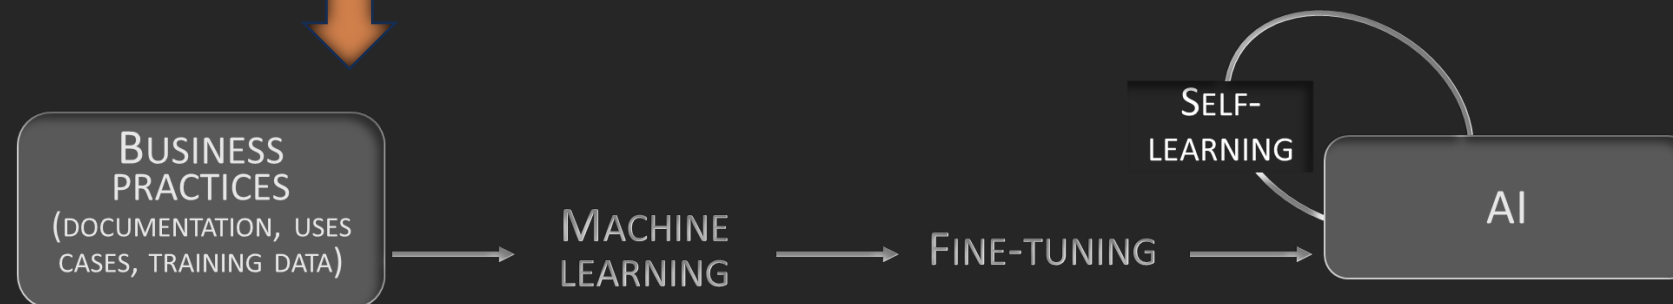 BUSINESS
PRACTICES
(DOCUMENTATION, USES
CASES, TRAINING DATA)
MACHINE
LEARNING
FINE-TUNING
SELF-
LEARNING
AI